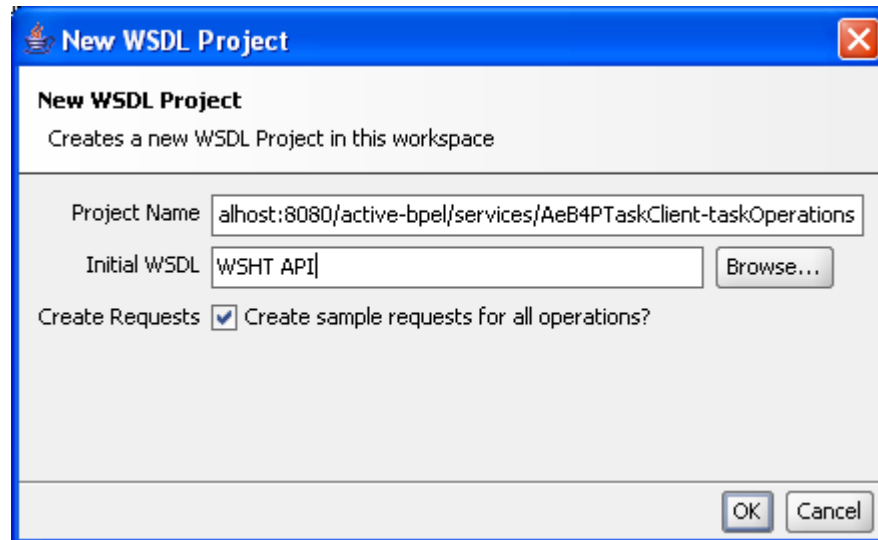 New WSDL Project
New WSDL Project
Creates a new WSDL Project in this workspace
Project Name alhost:8080/active-bpel/services/AeB4PTaskClient-taskOperations
Initial WSDL WSHT API Browse...
Create Requests Create sample requests for all operations?
OK Cancel